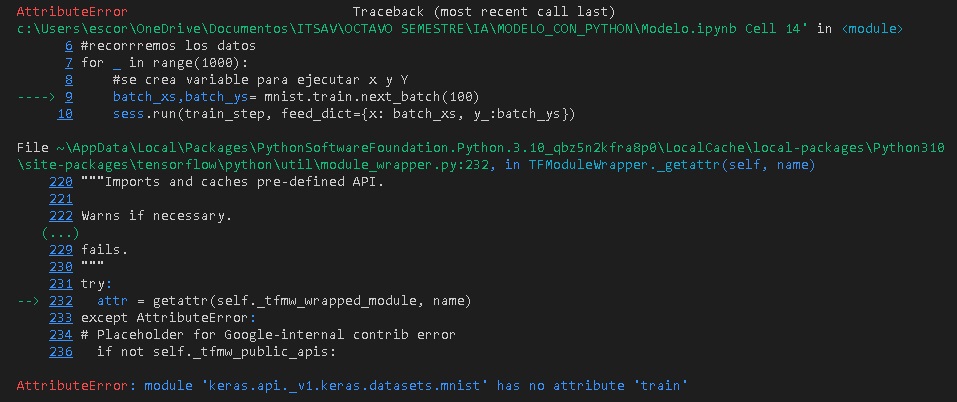 AttributeError Traceback (most recent call last)
c:\Users\escor\OneDrive\Documentos\ITSAV\OCTAVO SEMESTRE\IA\MODELO_CON_PYTHON\Modelo.ipynb Cell 14' in <module>
6 #recorrremos los datos
7 for _ in range(1000):
8 #se crea variable para ejecutar x y Y
----> 9 batch_xs,batch_ys= mnist.train.next_batch(100)
10 sess.run(train_step, feed_dict={x: batch_xs, y_:batch_ys})
File ~\AppData\Local\Packages\PythonSoftwareFoundation.Python.3.10_qbz5n2kfra8p0\LocalCache\local-packages\Python310
\site-packages\tensorflow\python\util\module_wrapper.py:232, in TFModuleWrapper._getattr(self, name)
220 """Imports and caches pre-defined API.
221
222 Warns if necessary.
(...)
229 fails.
230 """
231 try:
--> 232 attr = getattr(self._tfmw_wrapped_module, name)
233 except AttributeError:
234 # Placeholder for Google-internal contrib error
236 if not self._tfmw_public_apis:
AttributeError: module 'keras.api._v1.keras.datasets.mnist' has no attribute 'train'